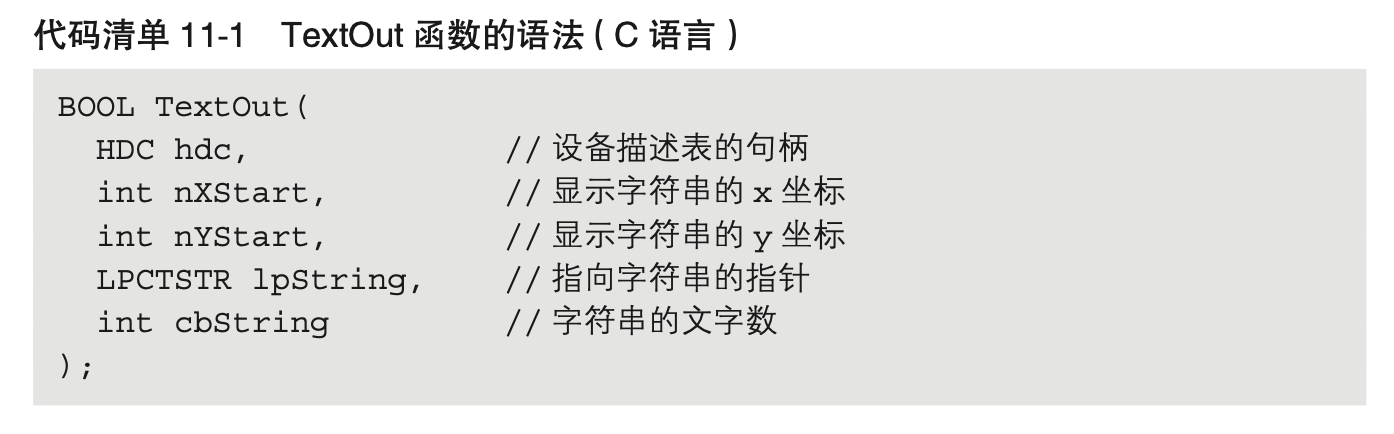 代码清单 11-1 TextOut 函数的语法（C 语言）
BOOL TextOut(
HDC hdc, // 设备描述表的句柄
int nXStart, // 显示字符串的 x 坐标
int nYStart, // 显示字符串的 y 坐标
LPCTSTR lpString, // 指向字符串的指针
int cbString // 字符串的文字数
);